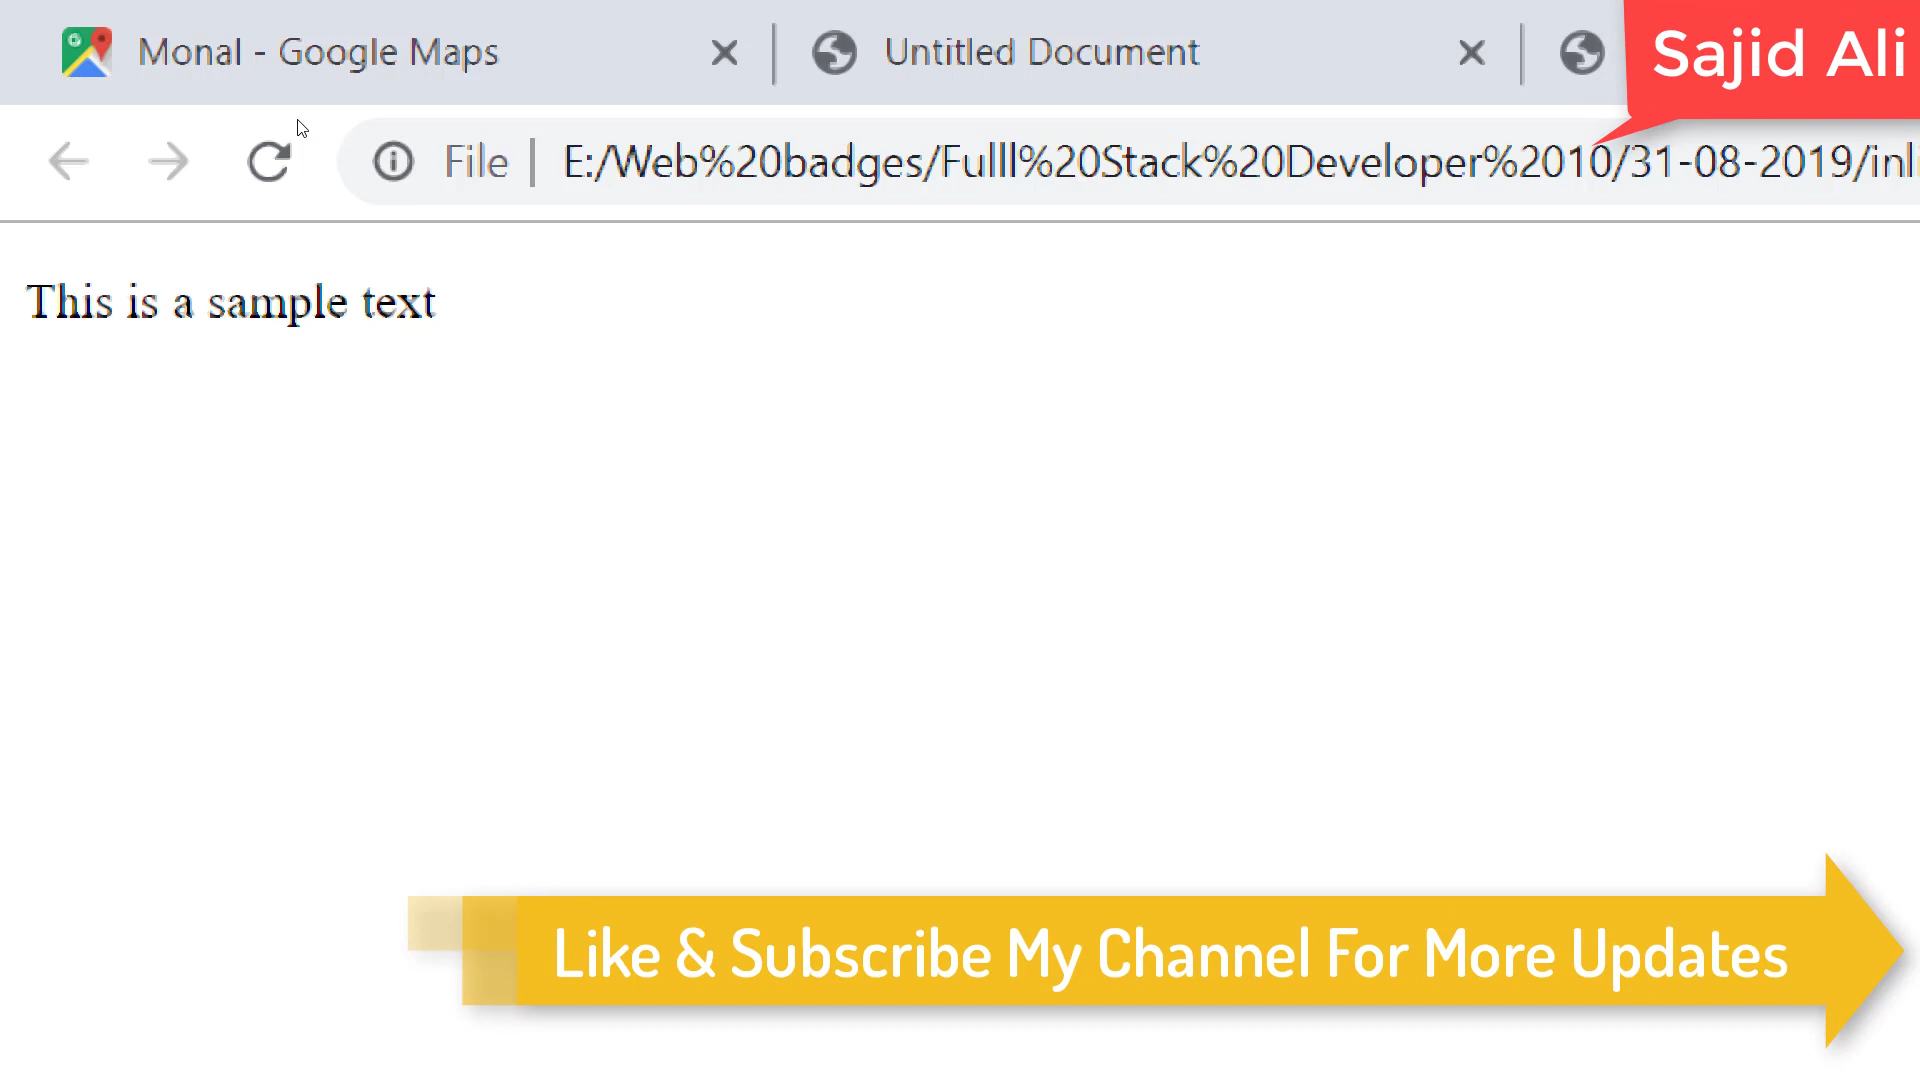 Monal - Google Maps
Untitled Document
Sajid Ali
File
E:/Web%20badges/Fulll%20Stack%20Developer%2010/31-08-2019/inli
This is a sample text
Like & Subscribe My Channel For More Updates